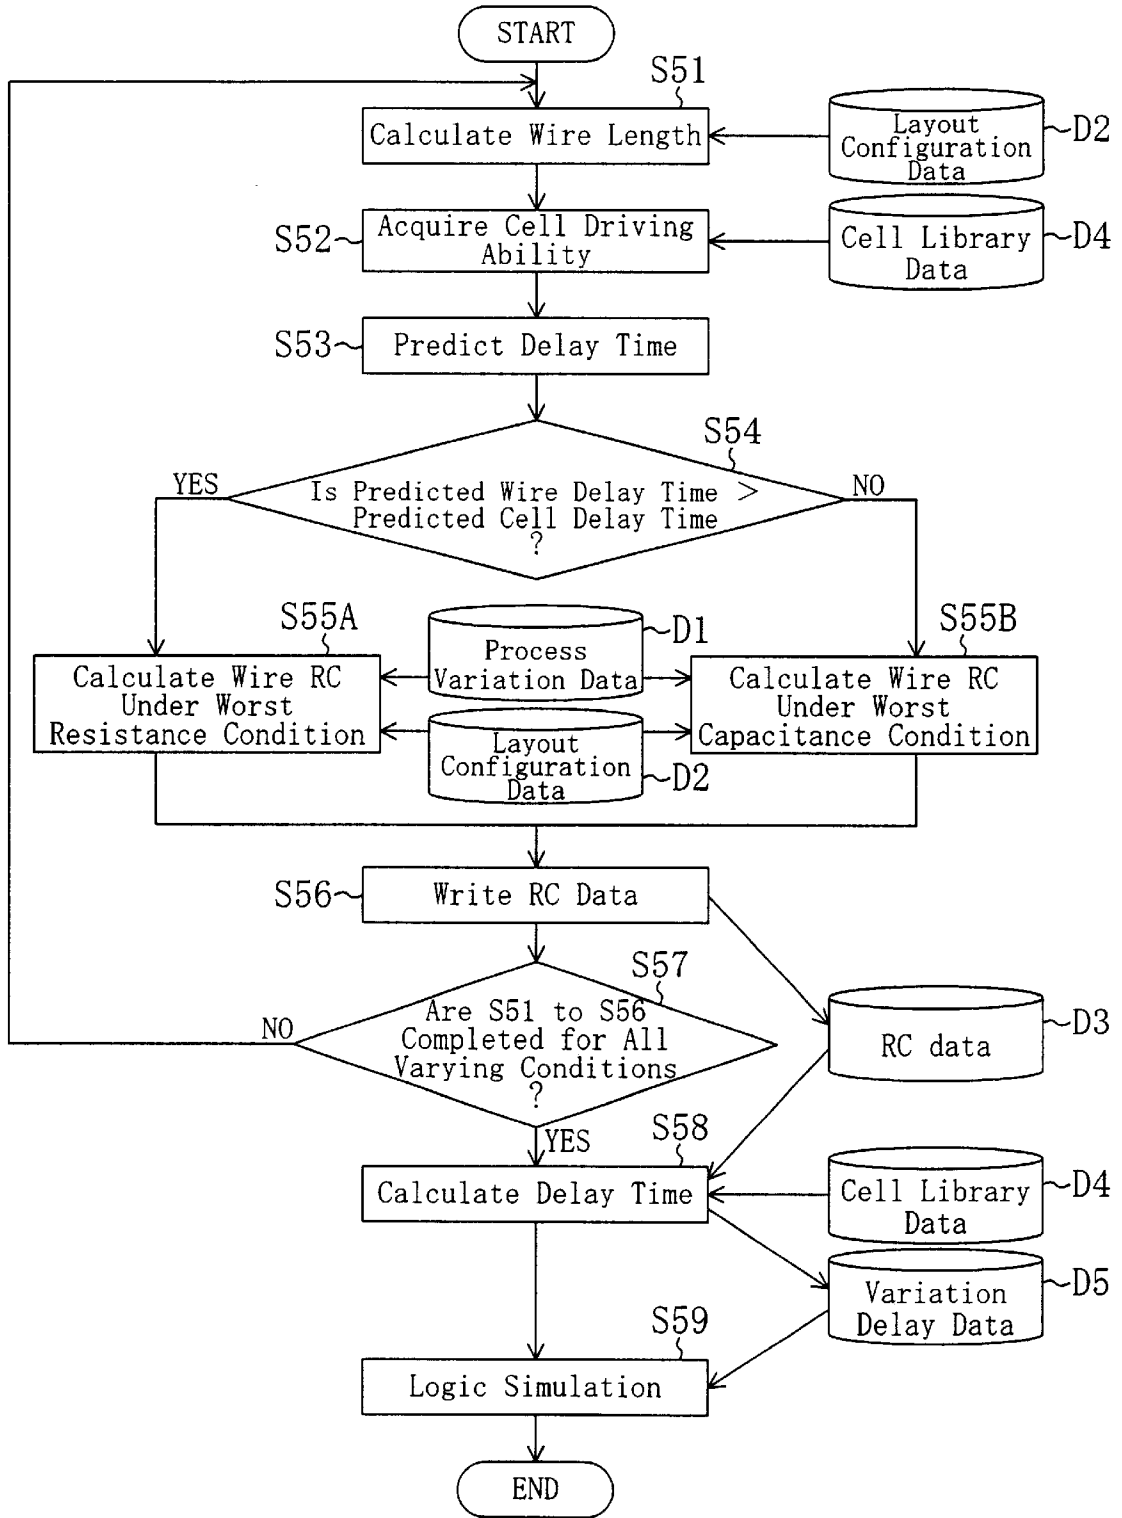 START
S51
Calculate Wire Length
Layout
Configuration
Data
D2
S52
Acquire Cell Driving
Ability
Cell Library
Data
D4
S53
Predict Delay Time
S54
YES
Is Predicted Wire Delay Time >
Predicted Cell Delay Time
?
NO
S55A
Calculate Wire RC
Under Worst
Resistance Condition
Process
Variation Data
D1
Layout
Configuration
Data
D2
S55B
Calculate Wire RC
Under Worst
Capacitance Condition
S56
Write RC Data
S57
Are S51 to S56
Completed for All
Varying Conditions
?
NO
YES
RC data
D3
S58
Calculate Delay Time
Cell Library
Data
D4
Variation
Delay Data
D5
S59
Logic Simulation
END